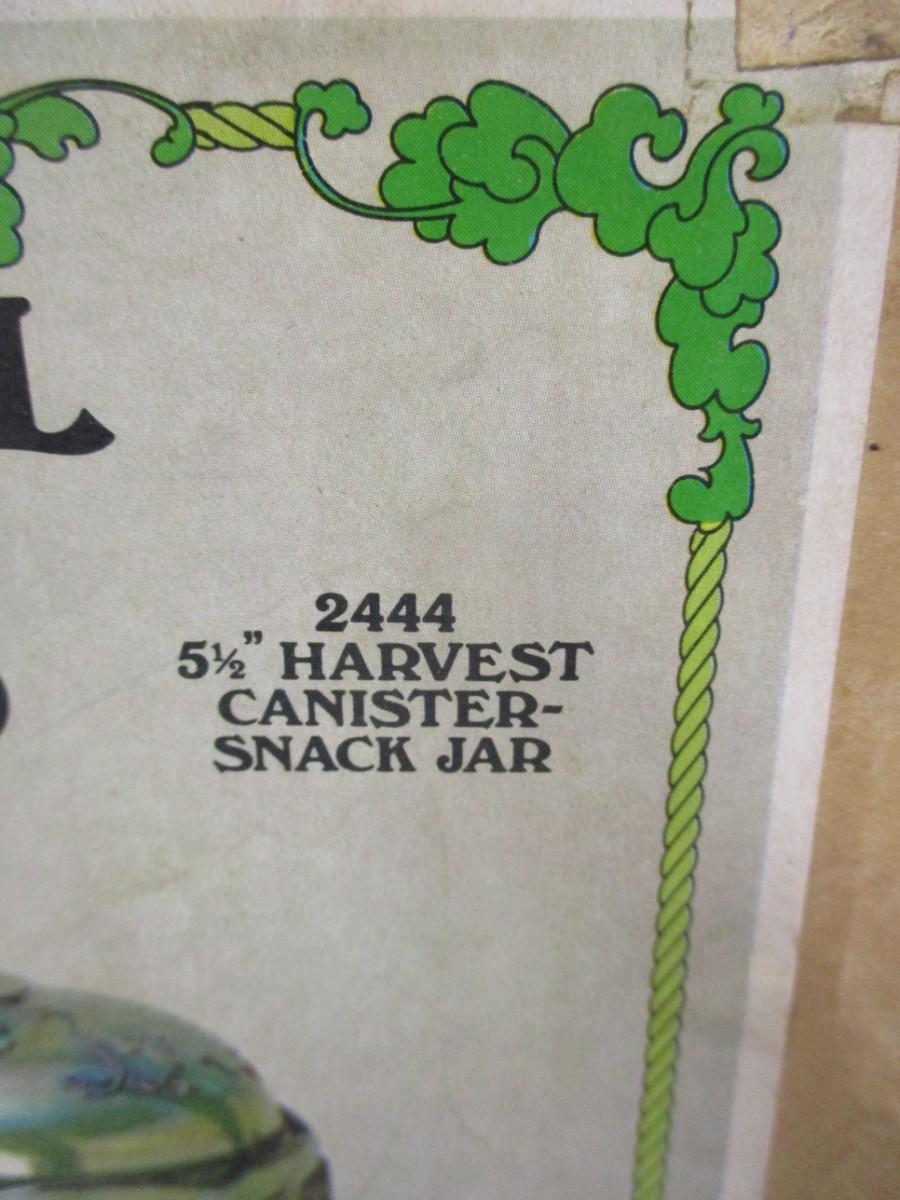 L
2444
5½" HARVEST
CANISTER-
SNACK JAR